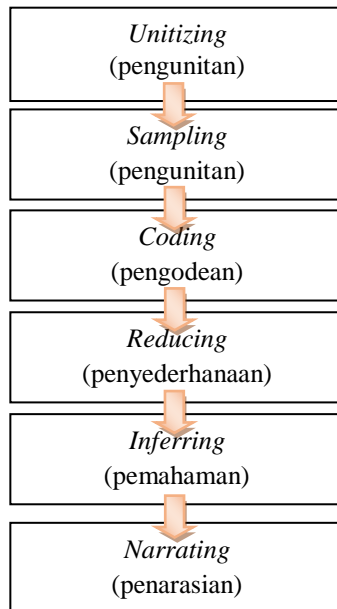 Unitizing
(pengunitan)
Sampling
(pengunitan)
Coding
(pengodean)
Reducing
(penyederhanaan)
Inferring
(pemahaman)
Narrating
(penarasian)